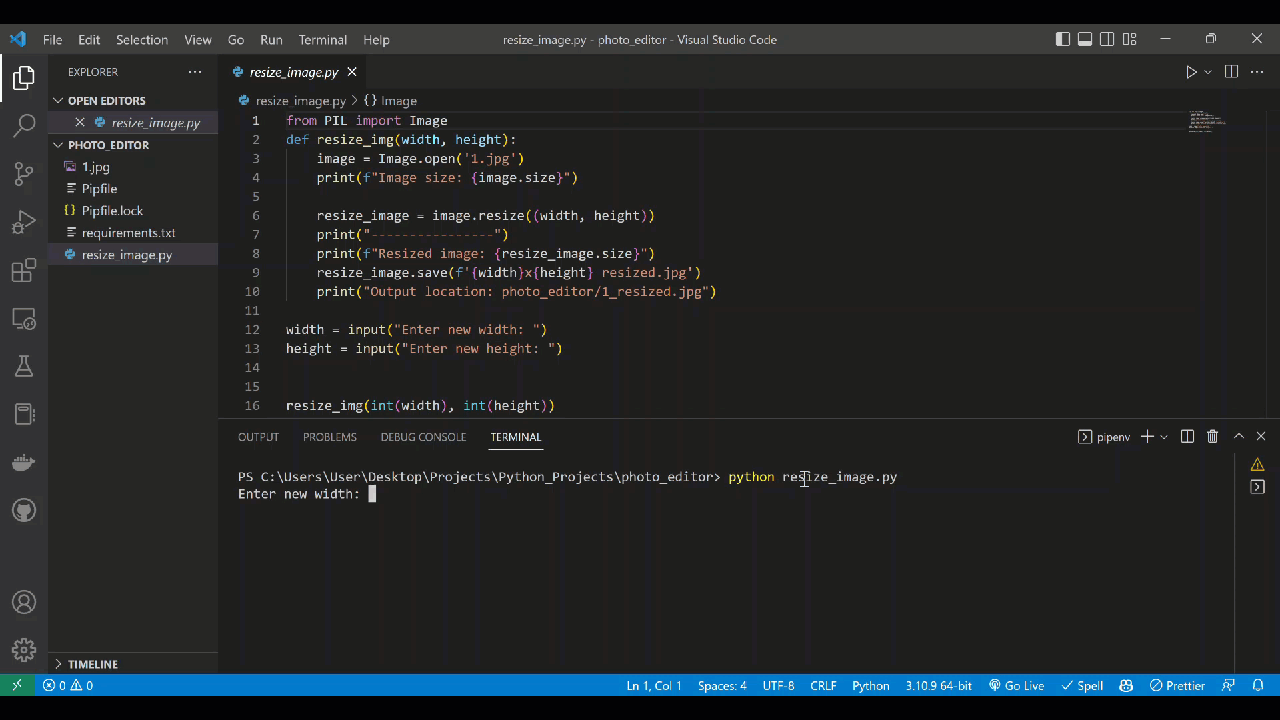 File Edit Selection View Go Run Terminal Help resize_image.py - photo_editor - Visual Studio Code
EXPLORER
OPEN EDITORS
resize_image.py
PHOTO_EDITOR
1.jpg
Pipfile
Pipfile.lock
requirements.txt
resize_image.py
TIMELINE
resize_image.py
resize_image.py > {} Image
1 from PIL import Image
2 def resize_img(width, height):
3 image = Image.open('1.jpg')
4 print(f"Image size: {image.size}")
5
6 resize_image = image.resize((width, height))
7 print("----------------")
8 print(f"Resized image: {resize_image.size}")
9 resize_image.save(f'{width}x{height} resized.jpg')
10 print("Output location: photo_editor/1_resized.jpg")
11
12 width = input("Enter new width: ")
13 height = input("Enter new height: ")
14
15
16 resize_img(int(width), int(height))
OUTPUT PROBLEMS DEBUG CONSOLE TERMINAL pipenv
PS C:\Users\User\Desktop\Projects\Python_Projects\photo_editor> python resize_image.py
Enter new width:
0 0 Ln 1, Col 1 Spaces: 4 UTF-8 CRLF Python 3.10.9 64-bit Go Live Spell Prettier